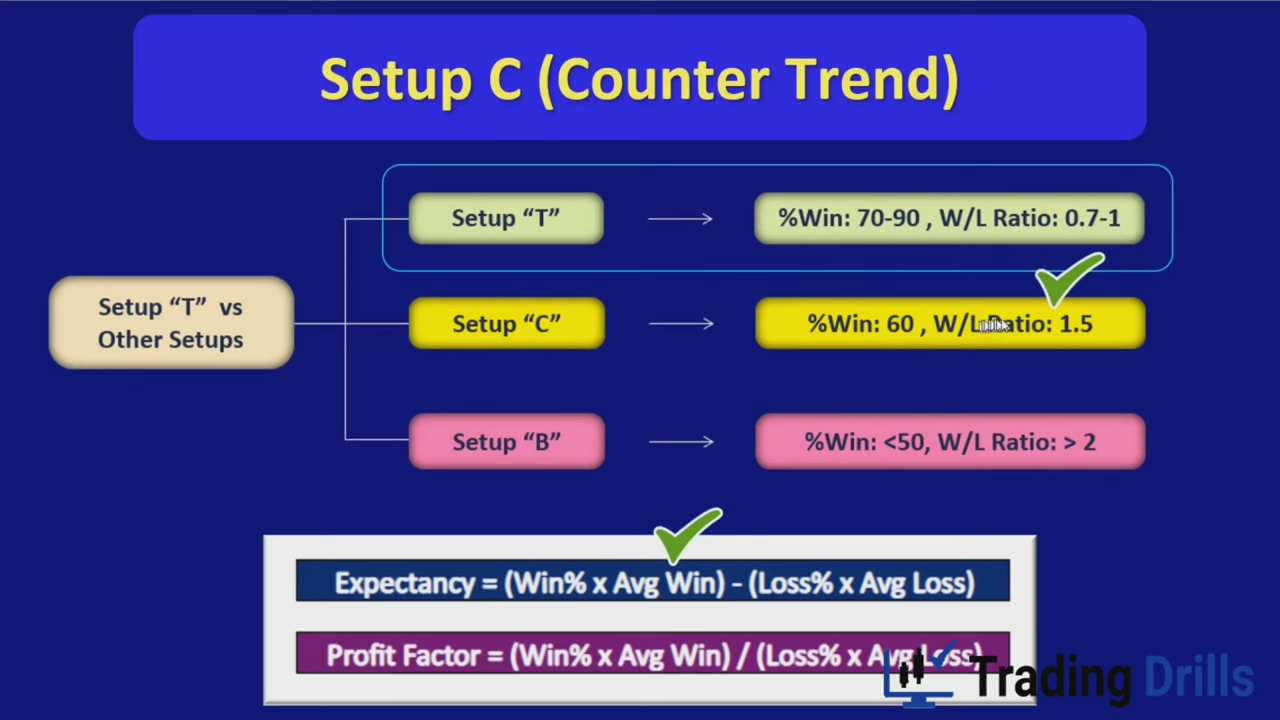 Setup C (Counter Trend)
Setup “T” %Win: 70-90 , W/L Ratio: 0.7-1
Setup “T” vs
Other Setups
Setup “C” %Win: 60 , W/L Ratio: 1.5
Setup “B” %Win: <50, W/L Ratio: > 2
Expectancy = (Win% x Avg Win) - (Loss% x Avg Loss)
Profit Factor = (Win% x Avg Win) / (Loss% x Avg Loss)
Trading Drills